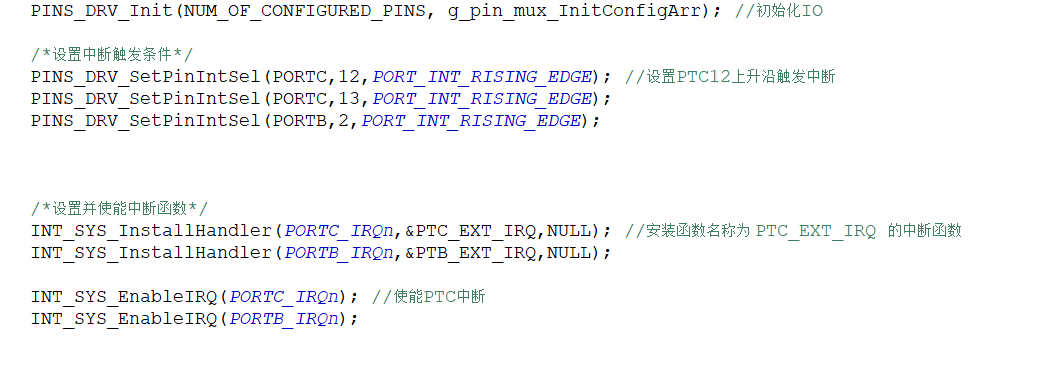 PINS_DRV_Init(NUM_OF_CONFIGURED_PINS, g_pin_mux_InitConfigArr); //初始化IO
/*设置中断触发条件*/
PINS_DRV_SetPinIntSel(PORTC,12,PORT_INT_RISING_EDGE); //设置PTC12上升沿触发中断
PINS_DRV_SetPinIntSel(PORTC,13,PORT_INT_RISING_EDGE);
PINS_DRV_SetPinIntSel(PORTB,2,PORT_INT_RISING_EDGE);
/*设置并使能中断函数*/
INT_SYS_InstallHandler(PORTC_IRQn,&PTC_EXT_IRQ,NULL); //安装函数名称为 PTC_EXT_IRQ 的中断函数
INT_SYS_InstallHandler(PORTB_IRQn,&PTB_EXT_IRQ,NULL);
INT_SYS_EnableIRQ(PORTC_IRQn); //使能PTC中断
INT_SYS_EnableIRQ(PORTB_IRQn);